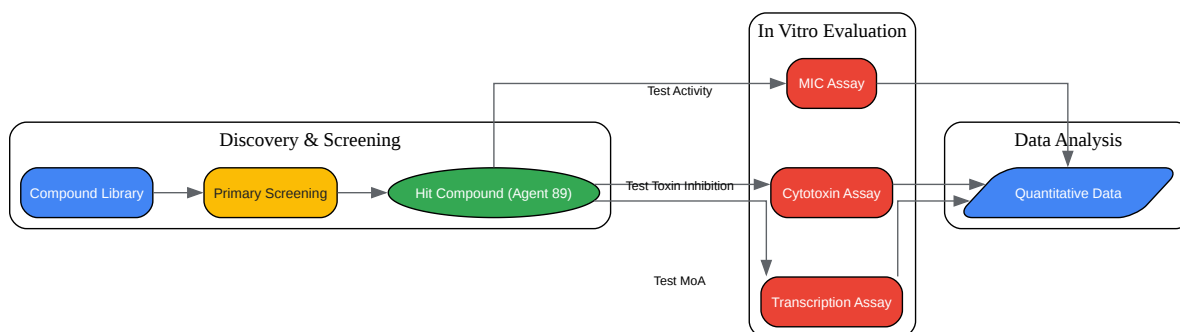 In Vitro Evaluation
MIC Assay
Test Activity
Discovery & Screening
Data Analysis
Compound Library
Primary Screening
Hit Compound (Agent 89)
Test Toxin Inhibition
Cytotoxin Assay
Quantitative Data
Test MoA
Transcription Assay